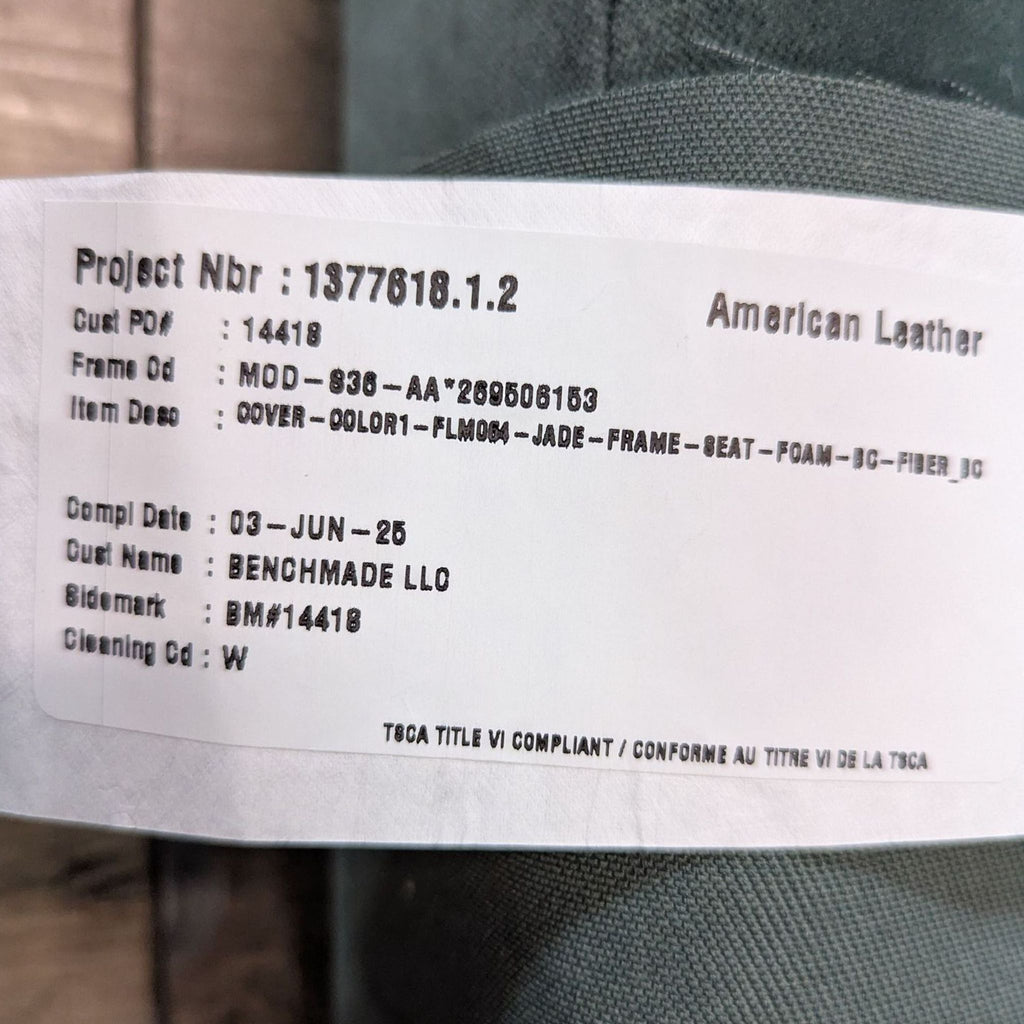 Project Nbr : 1377618.1.2
American Leather
Cust PO# : 14418
Frame Cd : MOD-S36-AA*269506153
Item Desc : COVER-COLOR1-FLM064-JADE-FRAME-SEAT-FOAM-BC-FIBER_BC
Compl Date : 03-JUN-25
Cust Name : BENCHMADE LLC
Sidemark : BM#14418
Cleaning Cd : W
TSCA TITLE VI COMPLIANT / CONFORME AU TITRE VI DE LA TSCA